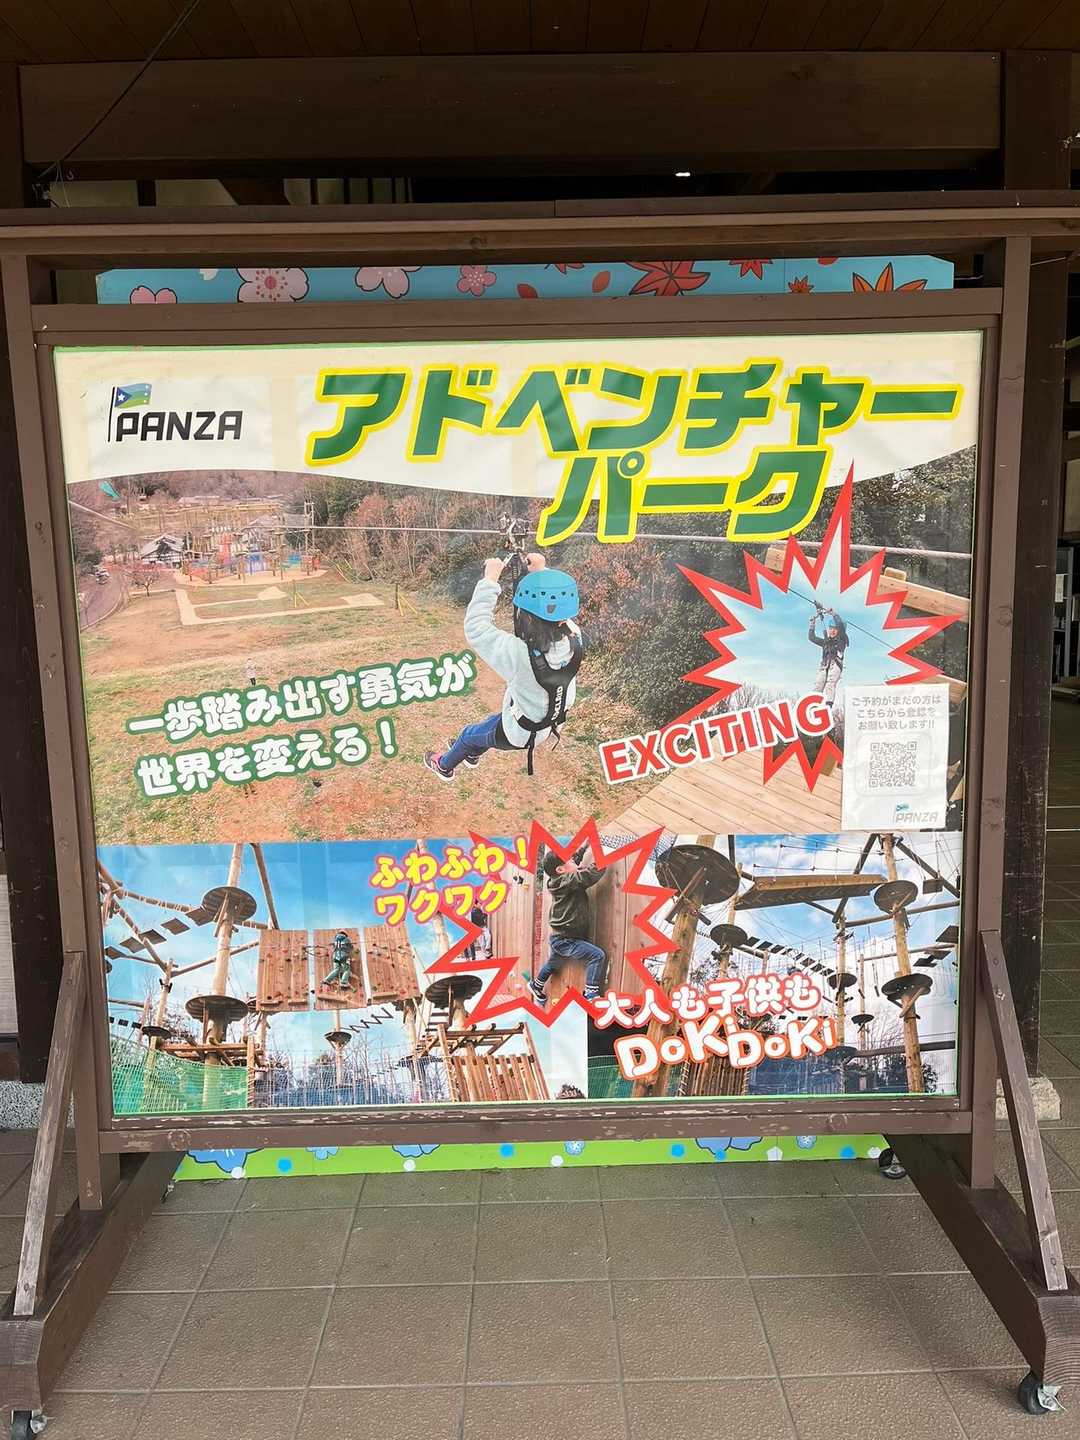 PANZA
アドベンチャー
パーク
一歩踏み出す勇気が
世界を変える！
EXCITING
ご予約がまだの方は
こちらから登録を
お願い致します!!
PANZA
ふわふわ！
ワクワク
大人も子供も
DoKiDoKi